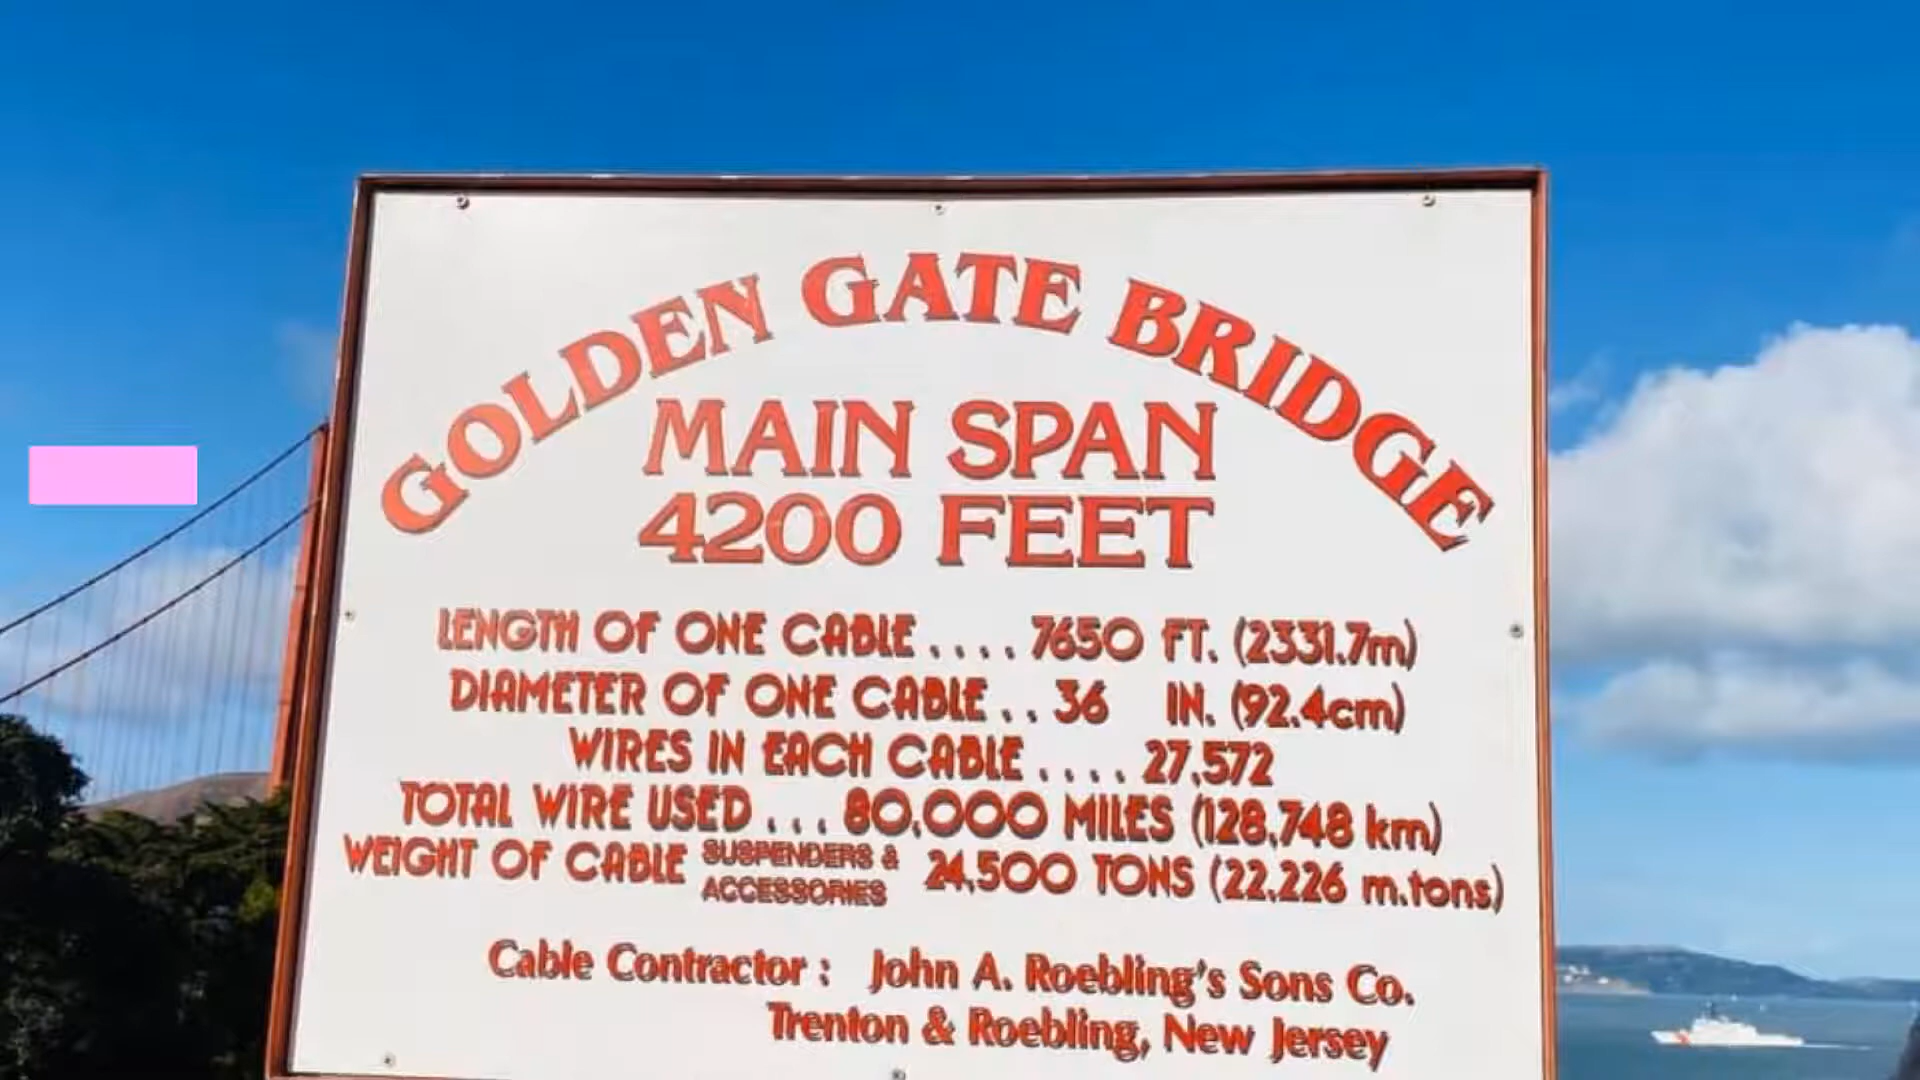 GOLDEN GATE BRIDGE
MAIN SPAN
4200 FEET
LENGTH OF ONE CABLE .... 7650 FT. (2331.7m)
DIAMETER OF ONE CABLE .. 36 IN. (92.4cm)
WIRES IN EACH CABLE .... 27,572
TOTAL WIRE USED ... 80,000 MILES (128,748 km)
WEIGHT OF CABLE SUSPENDERS & ACCESSORIES 24,500 TONS (22,226 m.tons)
Cable Contractor : John A. Roebling's Sons Co.
Trenton & Roebling, New Jersey